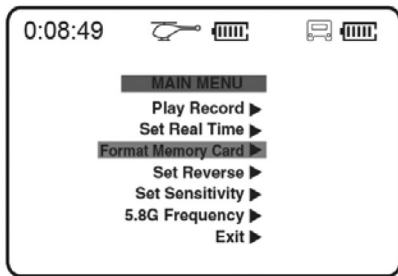 0:08:49
MAIN MENU
Play Record ▶
Set Real Time ▶
Format Memory Card ▶
Set Reverse ▶
Set Sensitivity ▶
5.8G Frequency ▶
Exit ▶